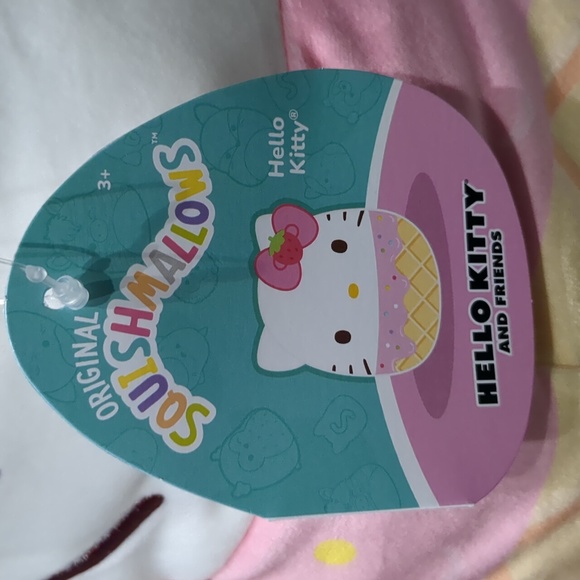 ORIGINAL
SQUISHMALLOWS™
3+
Hello
Kitty®
S
HELLO KITTY
AND FRIENDS